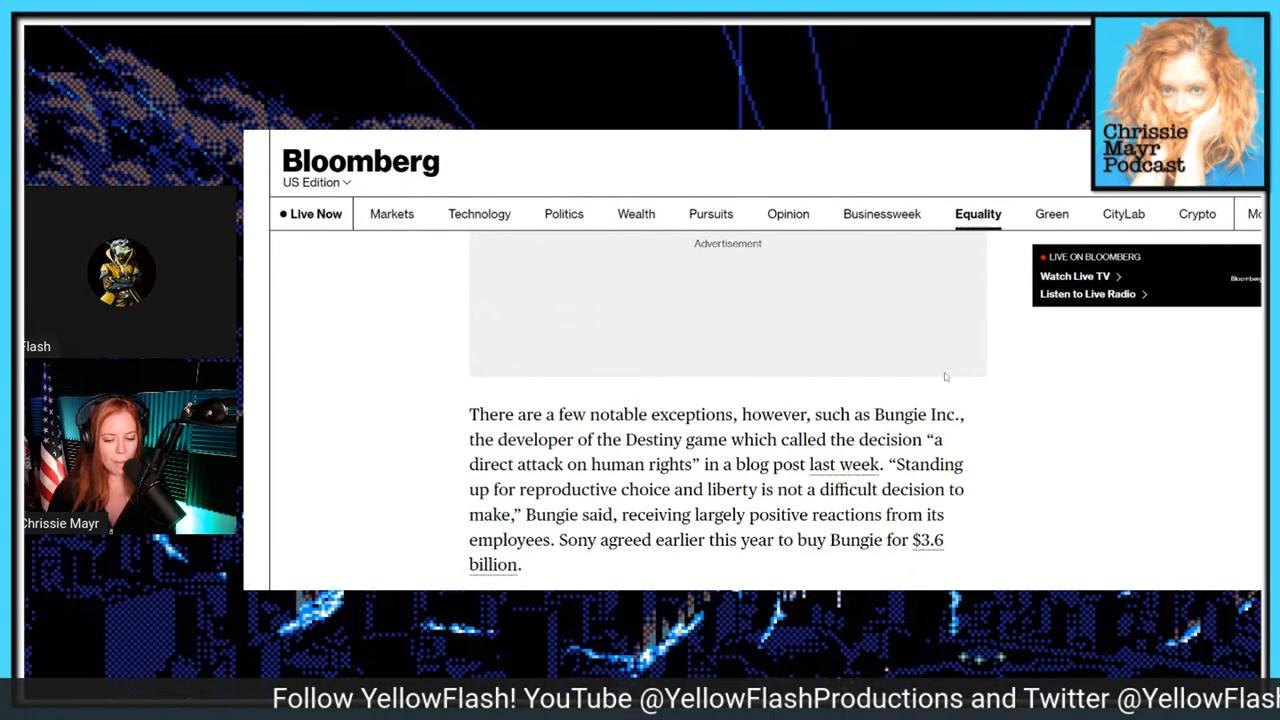 Chrissie
Mayr
Podcast
Bloomberg
US Edition
Live Now Markets Technology Politics Wealth Pursuits Opinion Businessweek Equality Green CityLab Crypto
Advertisement
LIVE ON BLOOMBERG
Watch Live TV
Listen to Live Radio
Bloomberg
Flash
Chrissie Mayr
There are a few notable exceptions, however, such as Bungie Inc.,
the developer of the Destiny game which called the decision “a
direct attack on human rights” in a blog post last week. “Standing
up for reproductive choice and liberty is not a difficult decision to
make,” Bungie said, receiving largely positive reactions from its
employees. Sony agreed earlier this year to buy Bungie for $3.6
billion.
Follow YellowFlash! YouTube @YellowFlashProductions and Twitter @YellowFlash